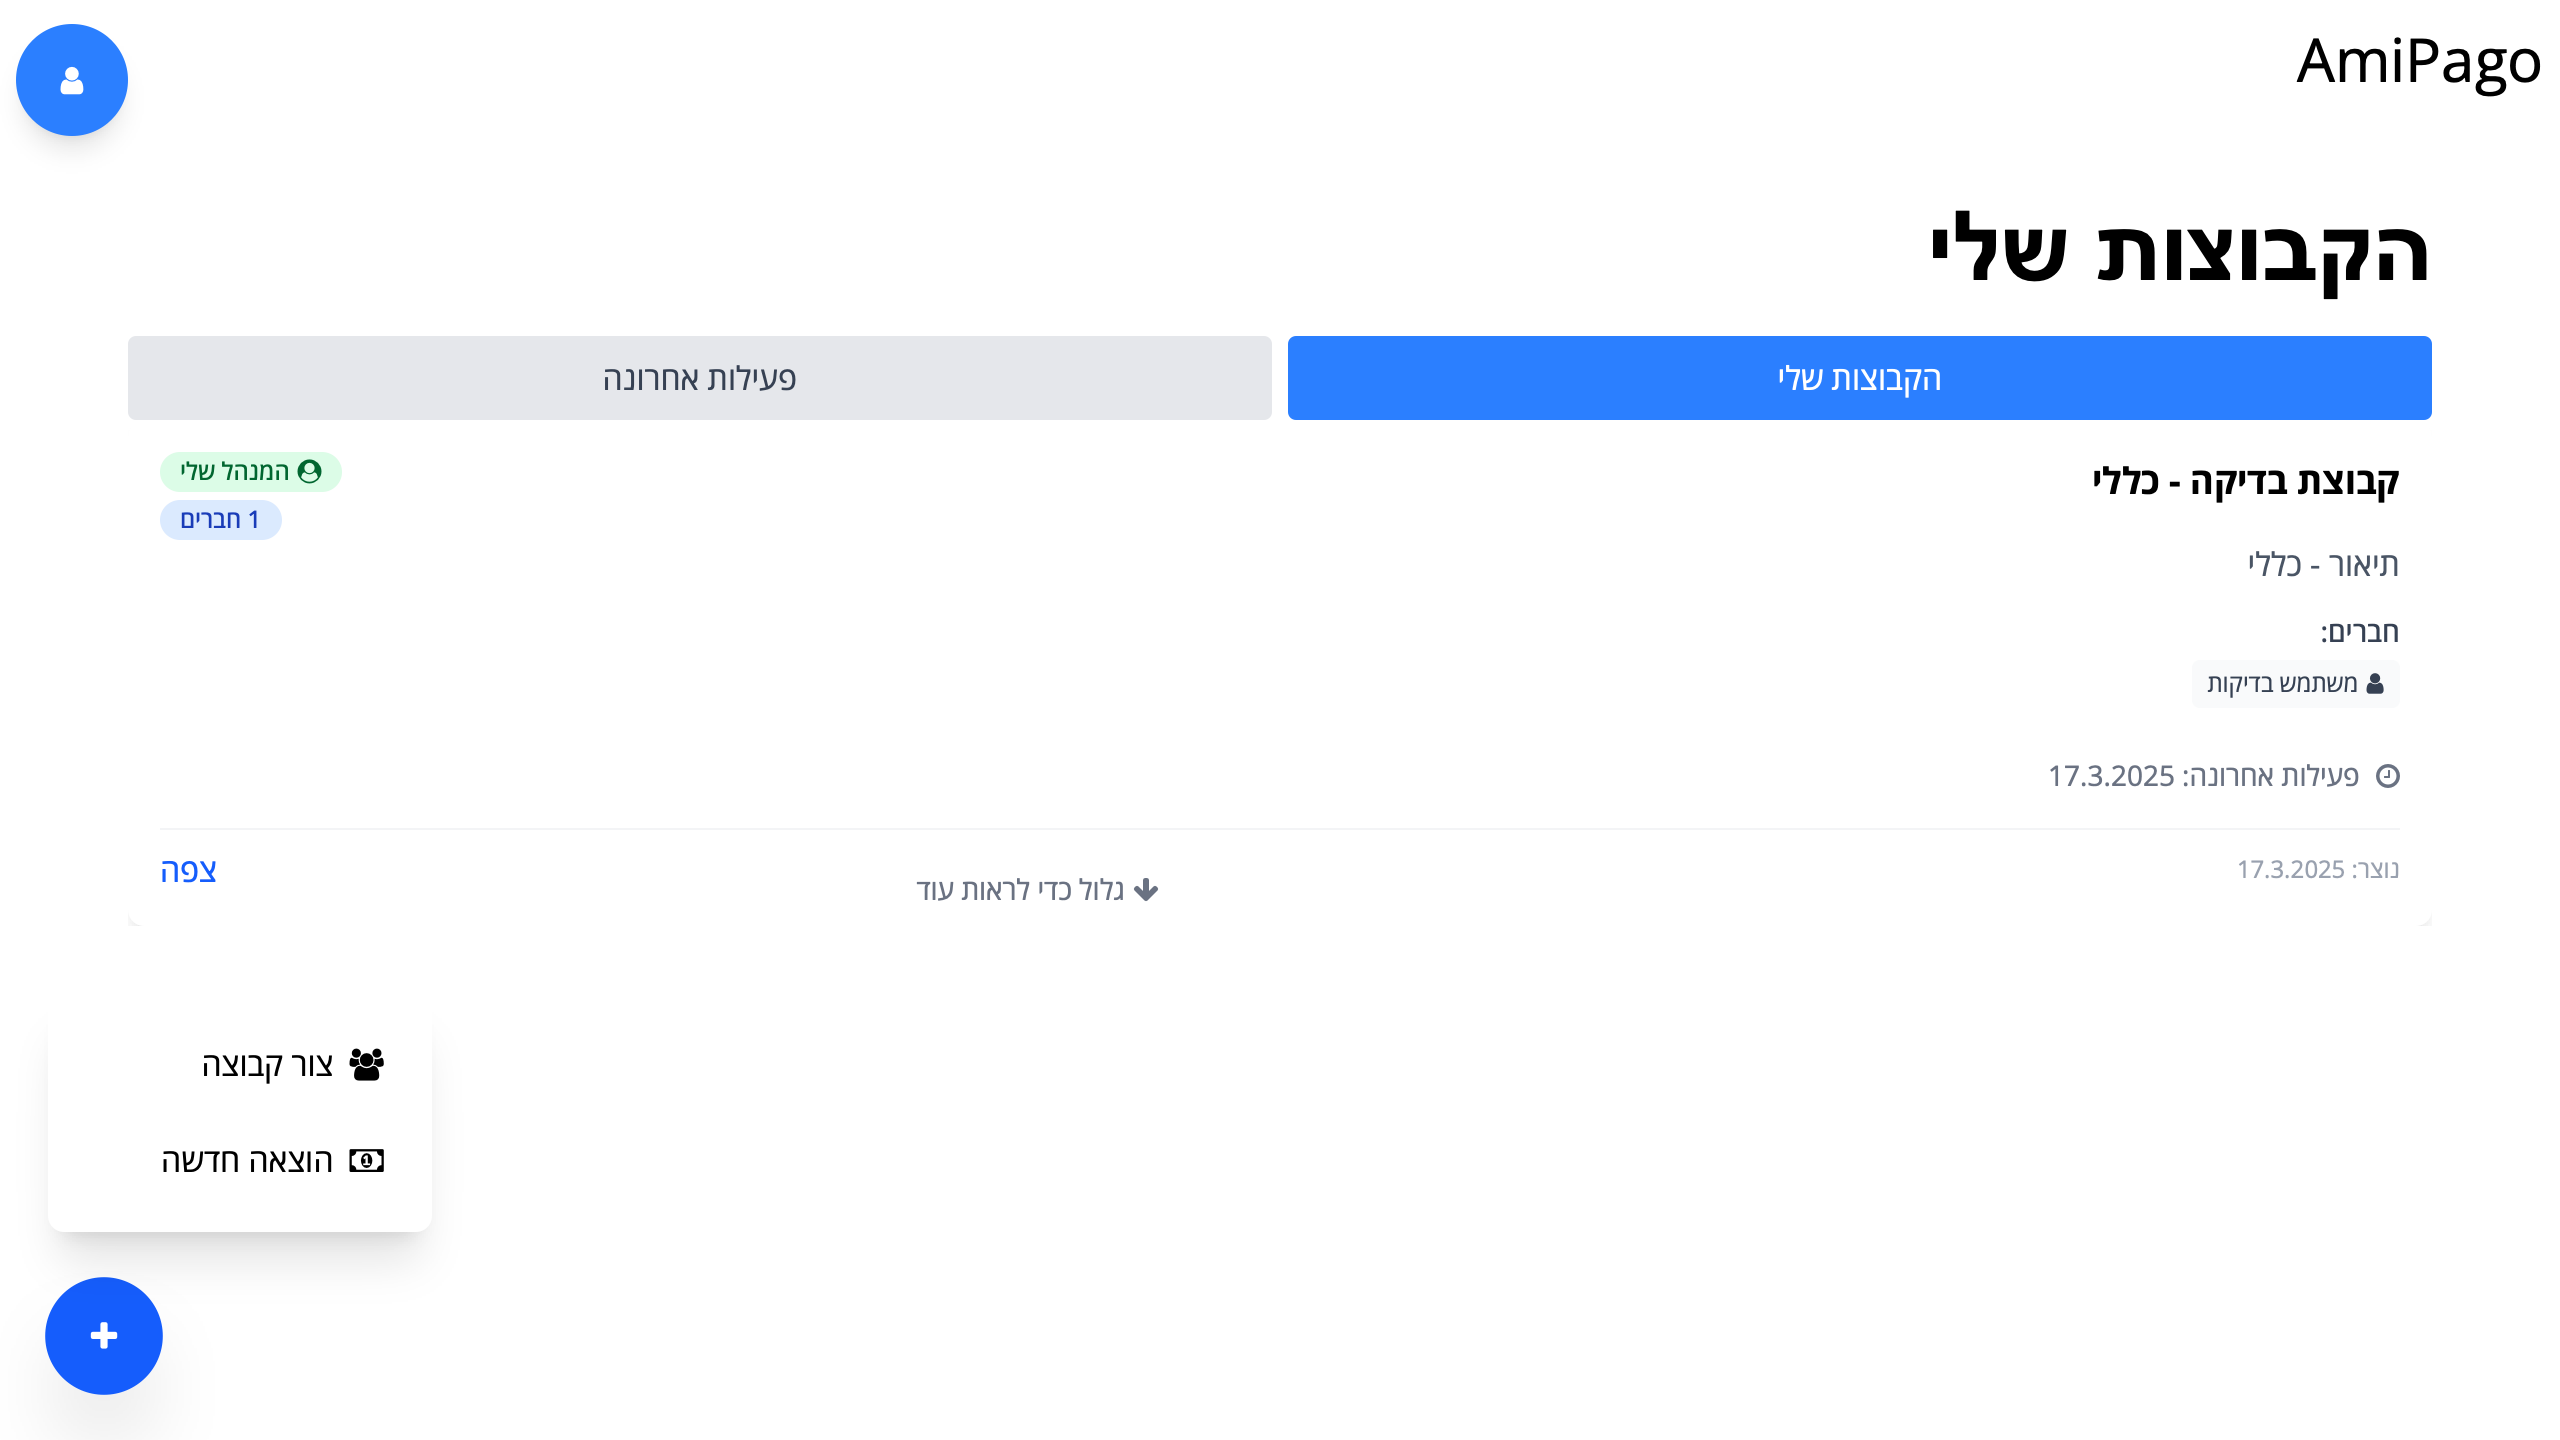 AmiPago
הקבוצות שלי
הקבוצות שלי
פעילות אחרונה
קבוצת בדיקה - כללי
המנהל שלי
1 חברים
תיאור - כללי
חברים:
משתמש בדיקות
פעילות אחרונה: 17.3.2025
נוצר: 17.3.2025
גלול כדי לראות עוד
צפה
צור קבוצה
הוצאה חדשה